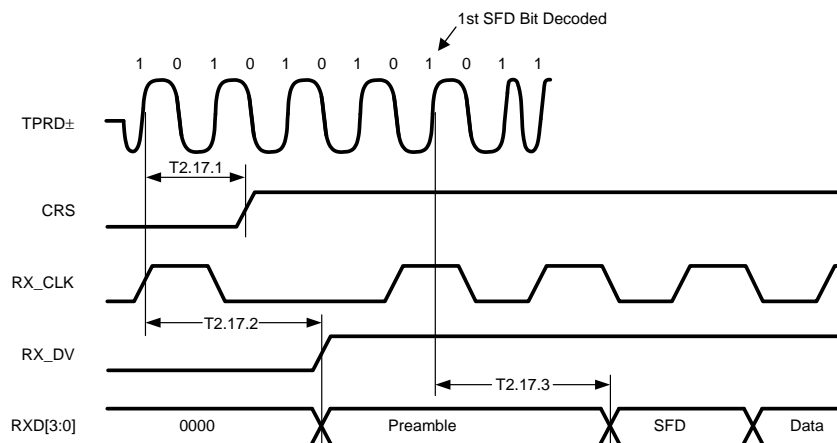 1st SFD Bit Decoded
1 0 1 0 1 0 1 0 1 0 1 1
TPRD±
T2.17.1
CRS
RX_CLK
T2.17.2
RX_DV
T2.17.3
RXD[3:0] 0000 Preamble SFD Data